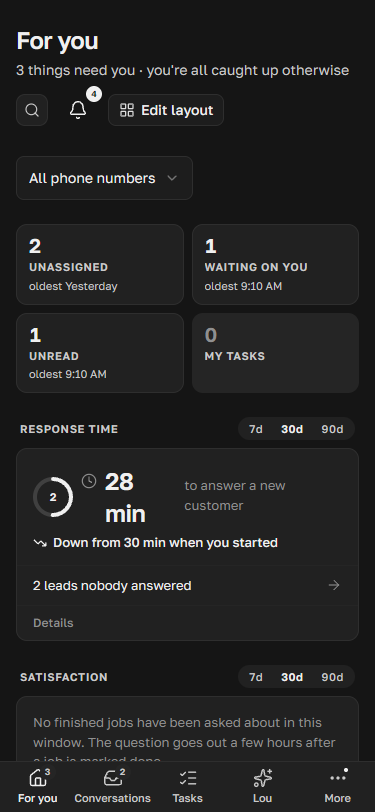 For you
3 things need you · you're all caught up otherwise
4
Edit layout
All phone numbers
2
UNASSIGNED
oldest Yesterday
1
WAITING ON YOU
oldest 9:10 AM
1
UNREAD
oldest 9:10 AM
0
MY TASKS
RESPONSE TIME
7d 30d 90d
2
28
min
to answer a new
customer
Down from 30 min when you started
2 leads nobody answered
Details
SATISFACTION
7d 30d 90d
No finished jobs have been asked about in this
window. The question goes out a few hours after
a job is marked done.
3
2
For you Conversations Tasks Lou More